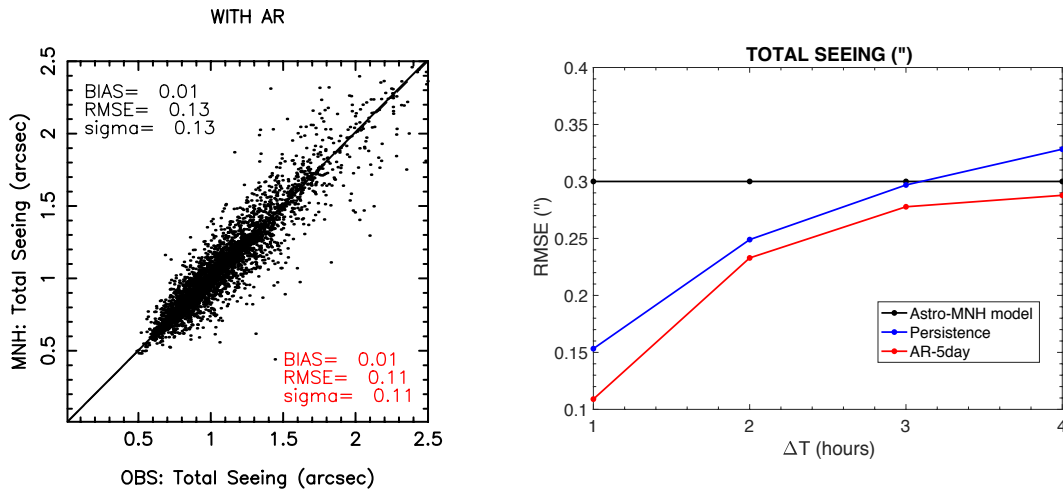 WITH AR
2.5
2
1.5
1
0.5
MNH: Total Seeing (arcsec)
BIAS= 0.01
RMSE= 0.13
sigma= 0.13
BIAS= 0.01
RMSE= 0.11
sigma= 0.11
0.5 1 1.5 2 2.5
OBS: Total Seeing (arcsec)
TOTAL SEEING (")
0.4
0.35
0.3
0.25
0.2
0.15
0.1
RMSE (")
Astro-MNH model
Persistence
AR-5day
1 2 3 4
ΔT (hours)